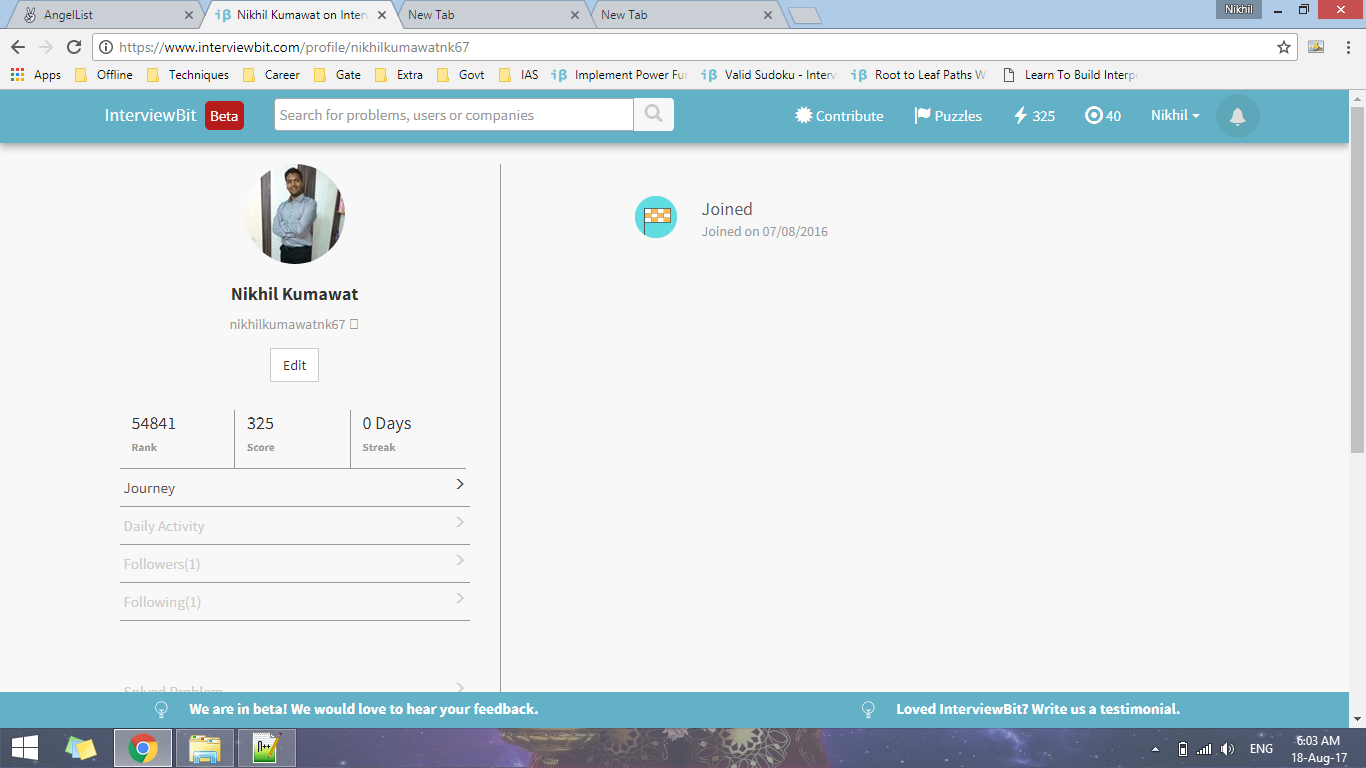 AngelList
Nikhil Kumawat on Inter
New Tab
New Tab
Nikhil
https://www.interviewbit.com/profile/nikhilkumawatnk67
Apps Offline Techniques Career Gate Extra Govt IAS Implement Power Fu Valid Sudoku - Interv Root to Leaf Paths W Learn To Build Interp
InterviewBit Beta Search for problems, users or companies Contribute Puzzles 325 40 Nikhil
Joined
Joined on 07/08/2016
Nikhil Kumawat
nikhilkumawatnk67
Edit
54841 325 0 Days
Rank Score Streak
Journey
Daily Activity
Followers(1)
Following(1)
Solved Problem
We are in beta! We would love to hear your feedback. Loved InterviewBit? Write us a testimonial.
ENG 6:03 AM
18-Aug-17